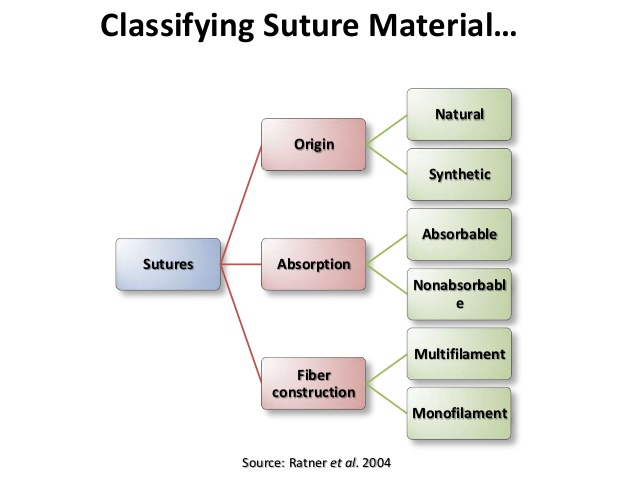 Classifying Suture Material…
Natural
Origin
Synthetic
Absorbable
Sutures
Absorption
Nonabsorbabl
e
Multifilament
Fiber
construction
Monofilament
Source: Ratner et al. 2004